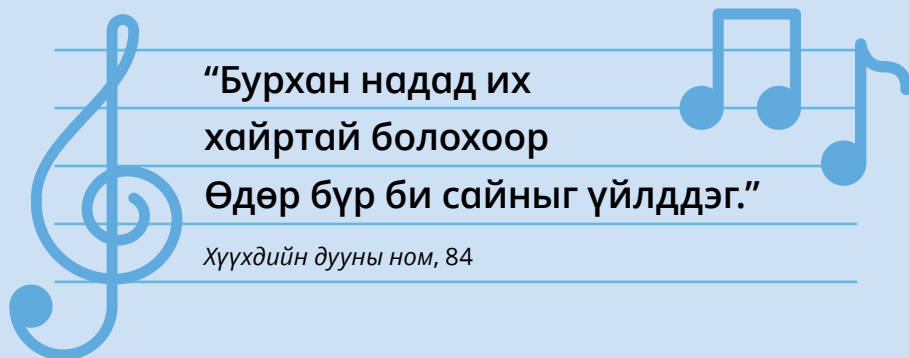 “Бурхан надад их
хайртай болохоор
Өдөр бүр би сайныг үйлддэг.”
Хүүхдийн дууны ном, 84